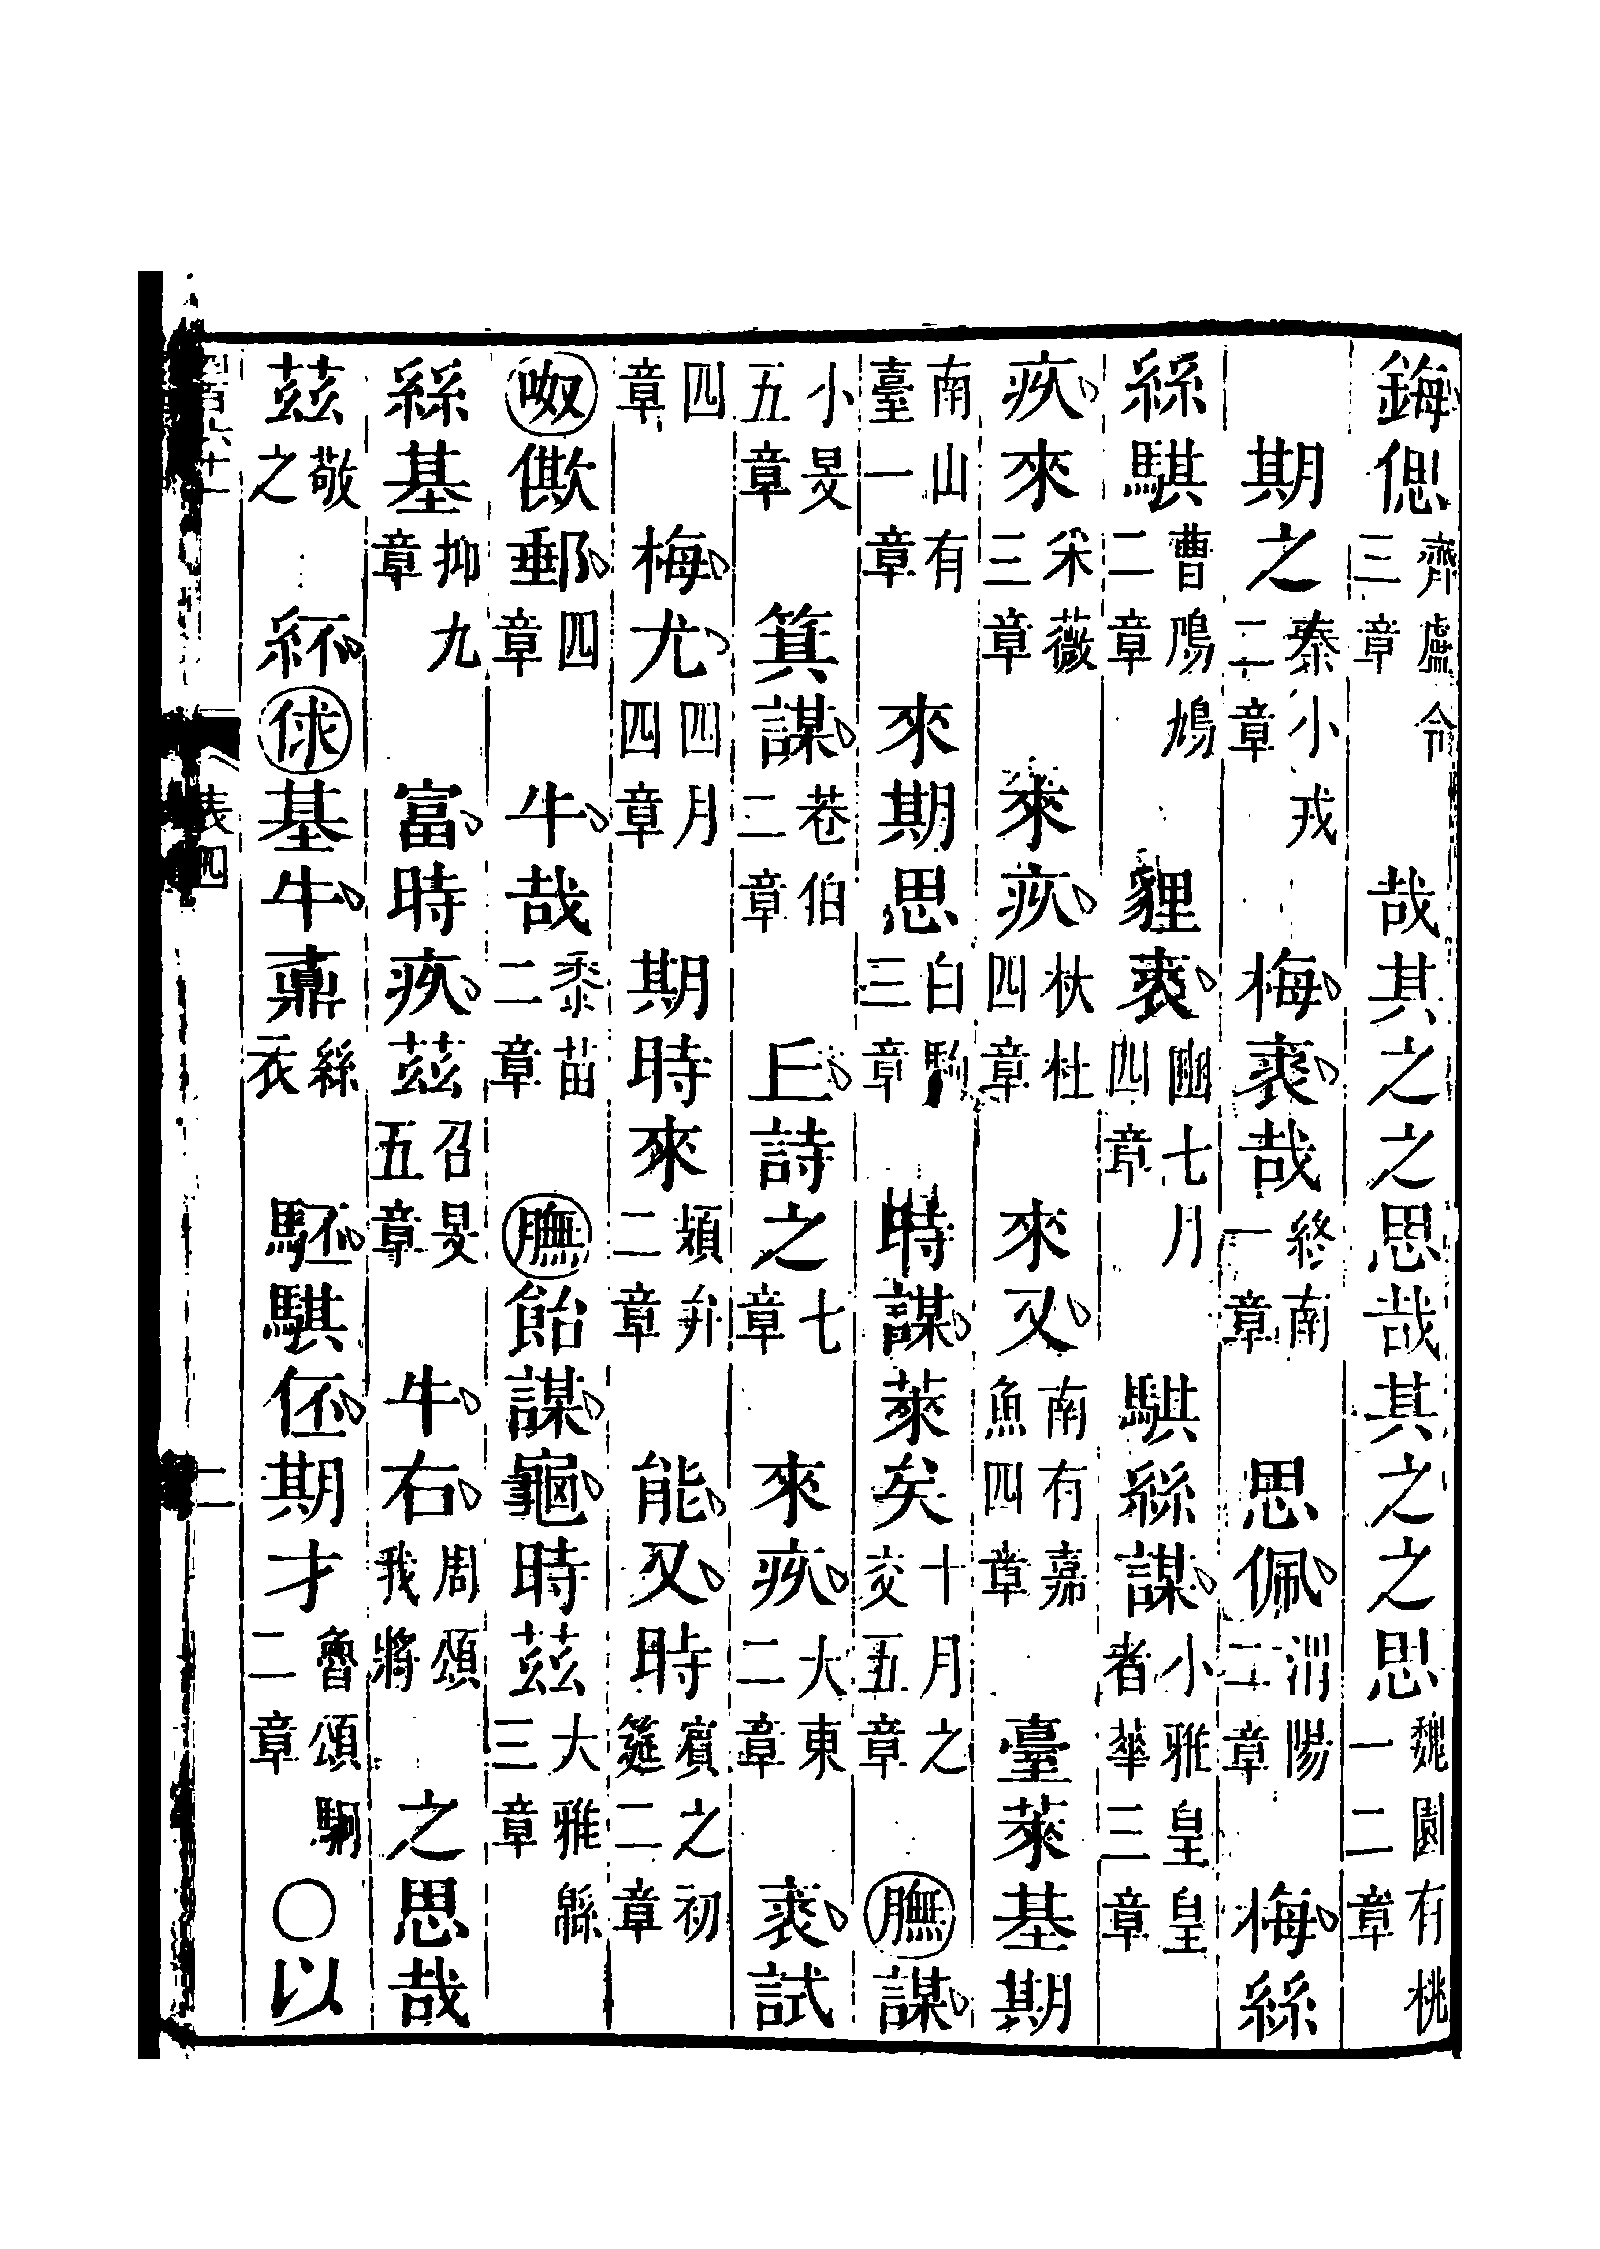 鋂偲齊盧令三章哉其之之思哉其之之思魏園有桃一二章
期之秦小戎二章梅裘哉終南一章思佩渭陽二章梅絲
絲騏曹鳲鳩二章貍裘豳七月四章騏絲謀小雅皇皇者華三章
疚來采薇三章來疚杕杜四章來又南有嘉魚四章臺萊基期
南山有臺一章來期思白駒三章時謀萊矣十月之交五章膴謀
小旻五章箕謀巷伯二章丘詩之七章來疚大東二章裘試
四章梅尤四月四章期時來頍弁二章能又時賓之初筵二章
呶僛郵四章牛哉黍苗二章膴飴謀龜時茲大雅緜三章
絲基抑九章富時疚茲召旻五章牛右周頌我將之思哉
茲敬之紑俅基牛鼒絲衣駓騏伾期才魯頌駉二章〇以
表四 二